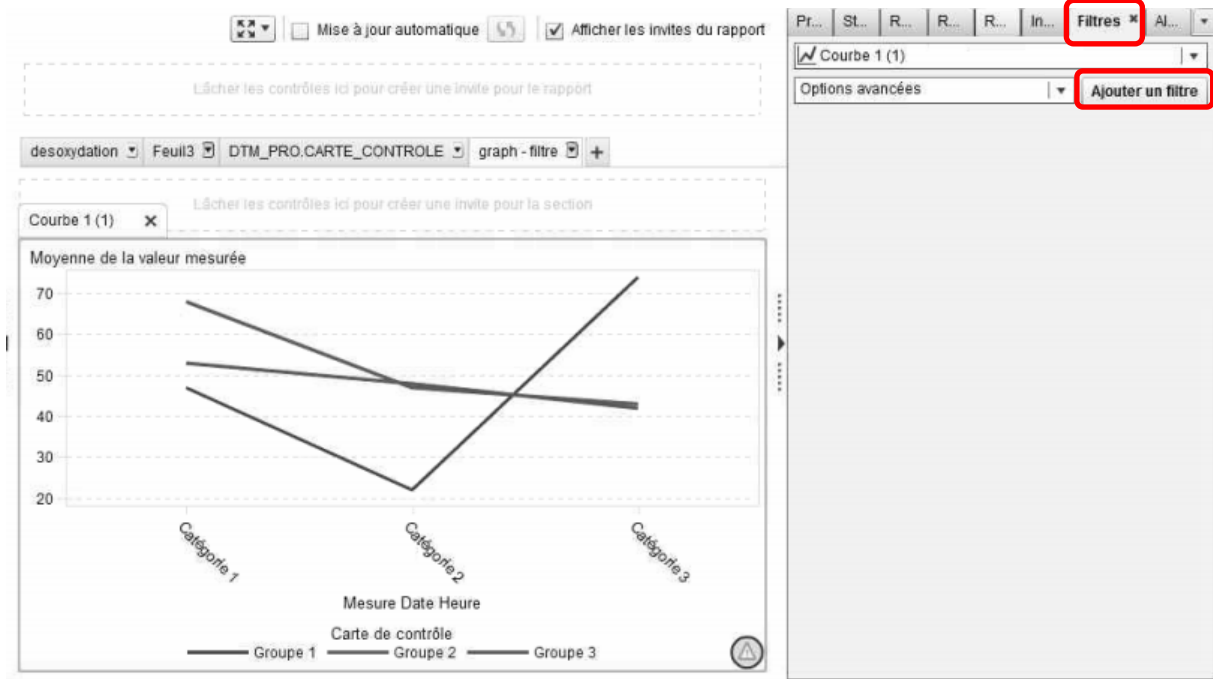 Mise à jour automatique Afficher les invites du rapport
Lâcher les contrôles ici pour créer une invite pour le rapport
desoxydation Feuil3 DTM_PRO.CARTE_CONTROLE graph - filtre +
Lâcher les contrôles ici pour créer une invite pour la section
Courbe 1 (1)
Moyenne de la valeur mesurée
70
60
50
40
30
20
Catégorie 1 Catégorie 2 Catégorie 3
Mesure Date Heure
Carte de contrôle
Groupe 1 Groupe 2 Groupe 3
Pr... St... R... R... R... In... Filtres Al...
Courbe 1 (1)
Options avancées Ajouter un filtre